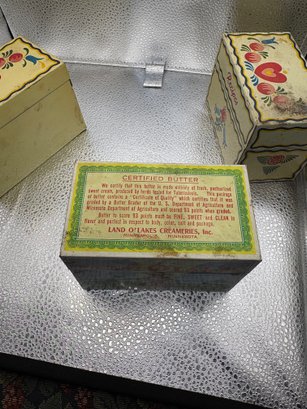 CERTIFIED BUTTER
We certify that this butter is made entirely of fresh, pasteurized
sweet cream, produced by herds tested for Tuberculosis. This package
of butter contains a "Certificate of Quality" which certifies that it was
graded by a Butter Grader of the U. S. Department of Agriculture and
Minnesota Department of Agriculture and scored 93 points when graded.
Butter to score 93 points must be FINE, SWEET and CLEAN in
flavor and perfect in respect to body, color, salt and package.
LAND O'LAKES CREAMERIES, Inc.
MINNEAPOLIS, MINNESOTA